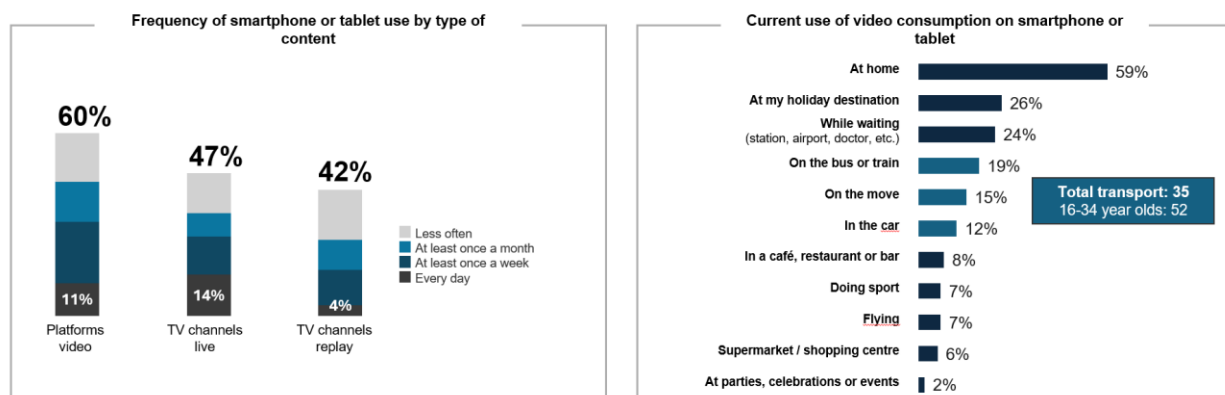 Frequency of smartphone or tablet use by type of
content
60%
47%
42%
Less often
At least once a month
At least once a week
Every day
11%
14%
4%
Platforms
video
TV channels
live
TV channels
replay
Current use of video consumption on smartphone or
tablet
At home
59%
At my holiday destination
26%
While waiting
(station, airport, doctor, etc.)
24%
On the bus or train
19%
On the move
15%
In the car
12%
Total transport: 35
16-34 year olds: 52
In a café, restaurant or bar
8%
Doing sport
7%
Flying
7%
Supermarket / shopping centre
6%
At parties, celebrations or events
2%